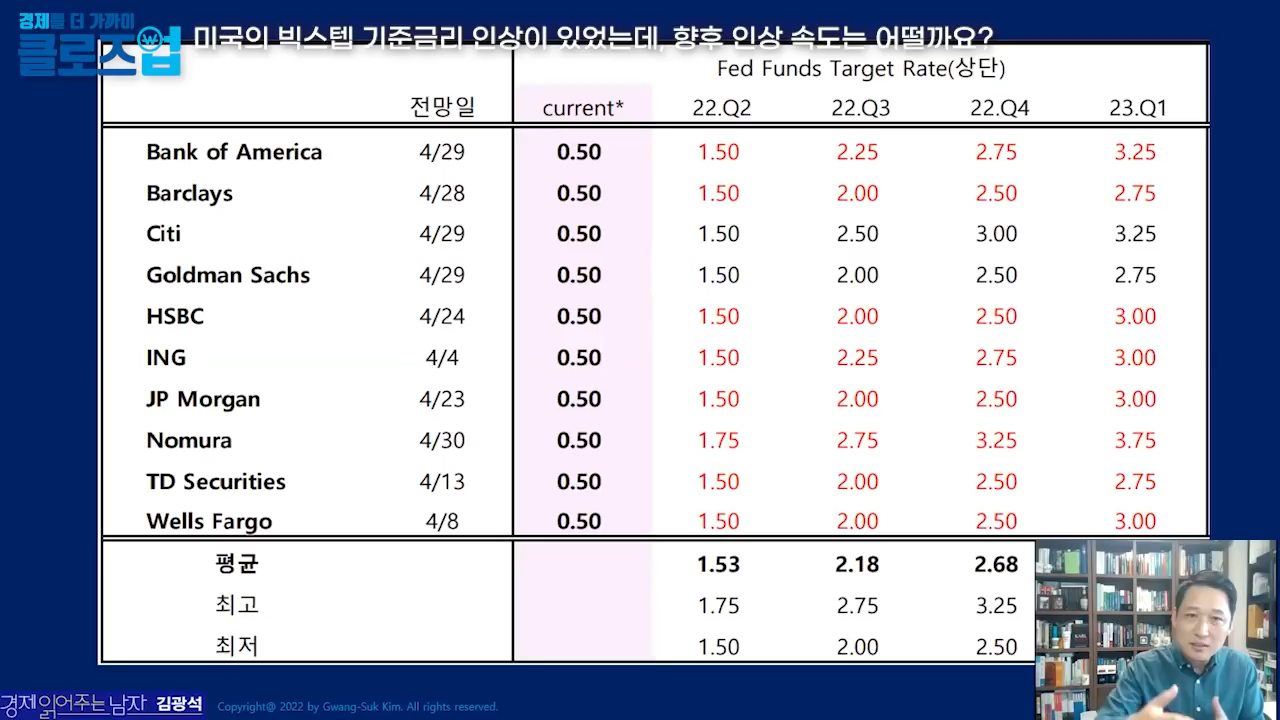 경제를 더 가까이
클로즈업
미국의 빅스텝 기준금리 인상이 있었는데, 향후 인상 속도는 어떨까요?
Fed Funds Target Rate(상단)
전망일 current* 22.Q2 22.Q3 22.Q4 23.Q1
Bank of America 4/29 0.50 1.50 2.25 2.75 3.25
Barclays 4/28 0.50 1.50 2.00 2.50 2.75
Citi 4/29 0.50 1.50 2.50 3.00 3.25
Goldman Sachs 4/29 0.50 1.50 2.00 2.50 2.75
HSBC 4/24 0.50 1.50 2.00 2.50 3.00
ING 4/4 0.50 1.50 2.25 2.75 3.00
JP Morgan 4/23 0.50 1.50 2.00 2.50 3.00
Nomura 4/30 0.50 1.75 2.75 3.25 3.75
TD Securities 4/13 0.50 1.50 2.00 2.50 2.75
Wells Fargo 4/8 0.50 1.50 2.00 2.50 3.00
평균 1.53 2.18 2.68
최고 1.75 2.75 3.25
최저 1.50 2.00 2.50
경제읽어주는남자 김광석
Copyright@ 2022 by Gwang-Suk Kim. All rights reserved.